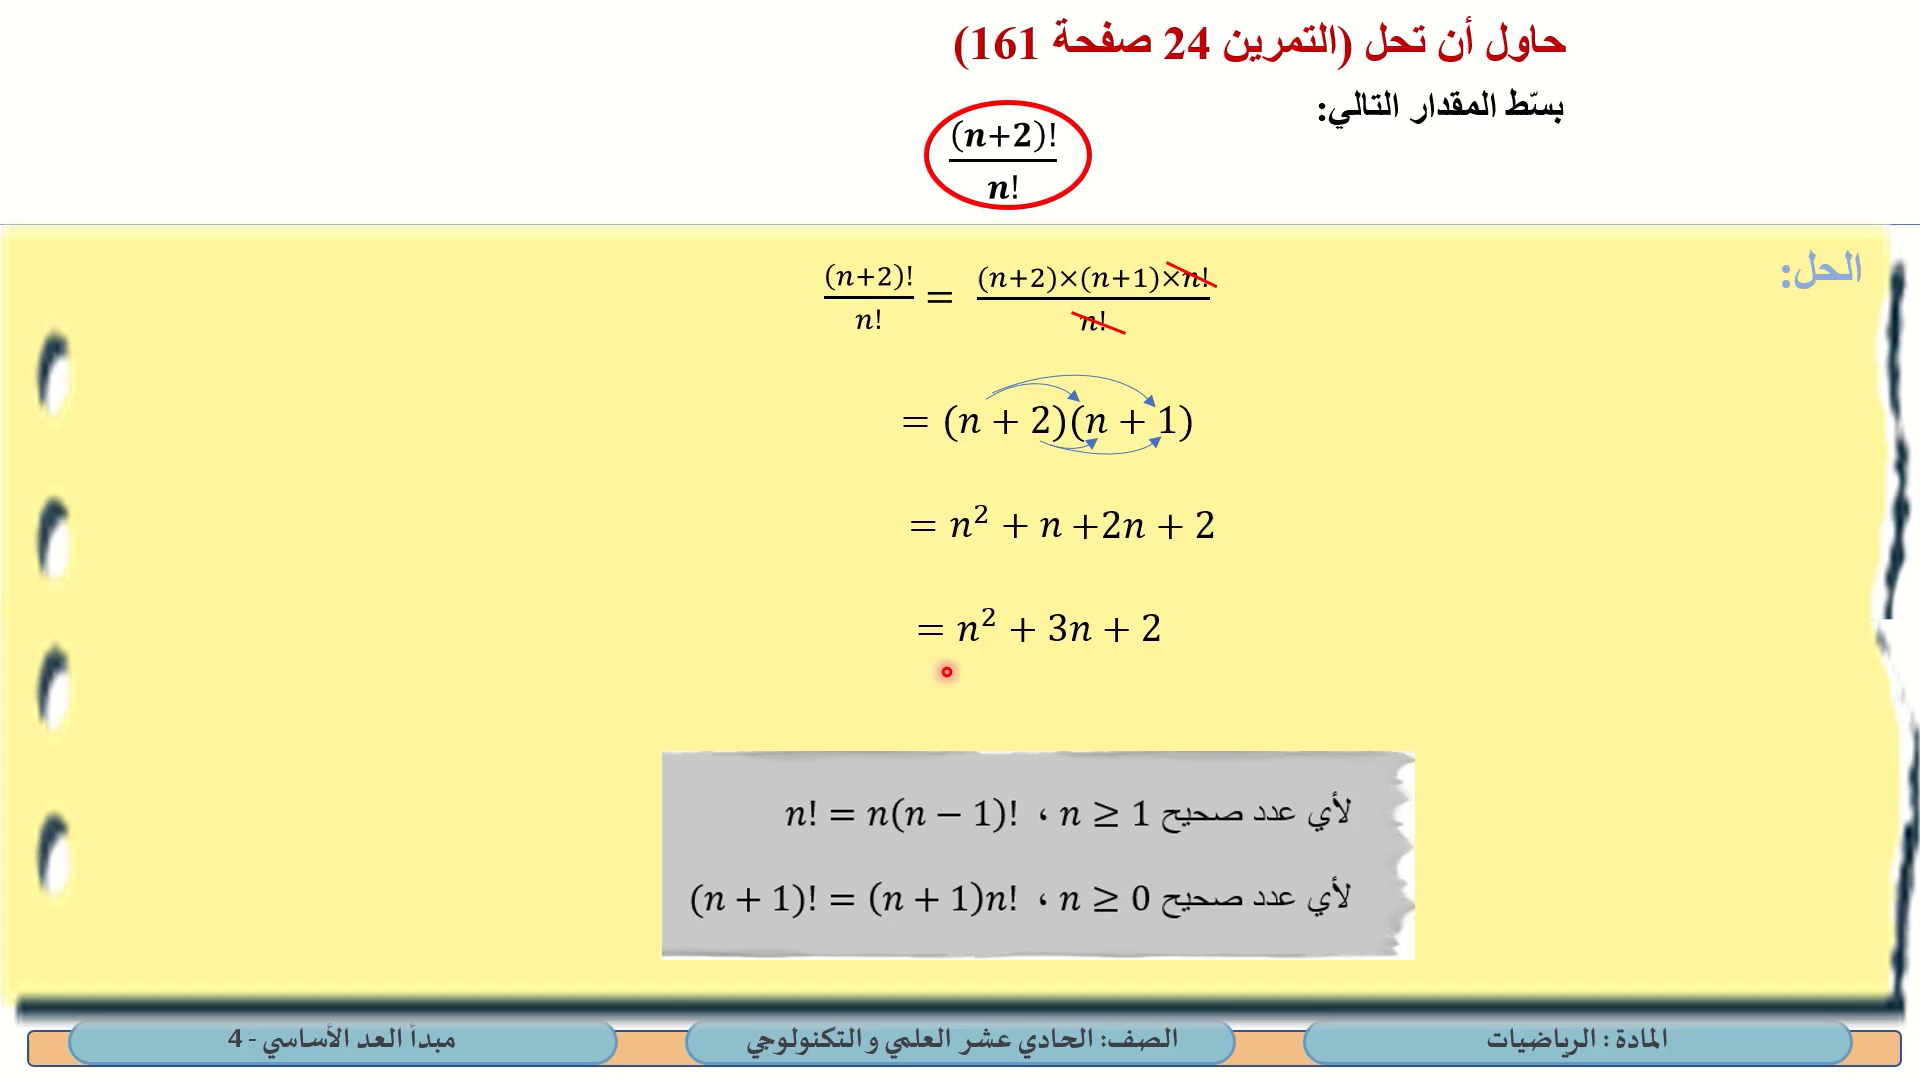 حاول أن تحل (التمرين 24 صفحة 161)
بسّط المقدار التالي:
(n+2)!/n!
الحل:
(n+2)!/n! = (n+2)×(n+1)×n!/n!
= (n + 2)(n + 1)
= n² + n +2n + 2
= n² + 3n + 2
لأي عدد صحيح n ≥ 1 ، n! = n(n − 1)!
لأي عدد صحيح n ≥ 0 ، (n + 1)! = (n + 1)n!
المادة : الرياضيات
الصف: الحادي عشر العلمي و التكنولوجي
مبدأ العد الأساسي - 4